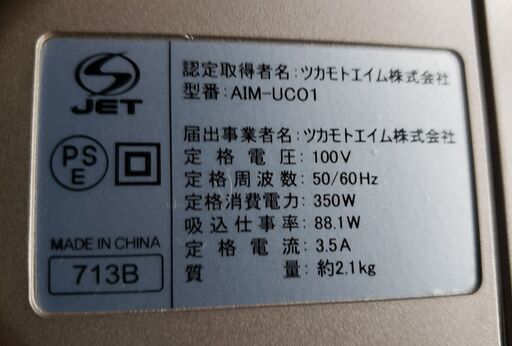 JET
PS
E
MADE IN CHINA
713B
認定取得者名：ツカモトエイム株式会社
型番：AIM-UC01
届出事業者名：ツカモトエイム株式会社
定格電圧：100V
定格周波数：50/60Hz
定格消費電力：350W
吸込仕事率：88.1W
定格電流：3.5A
質量：約2.1kg